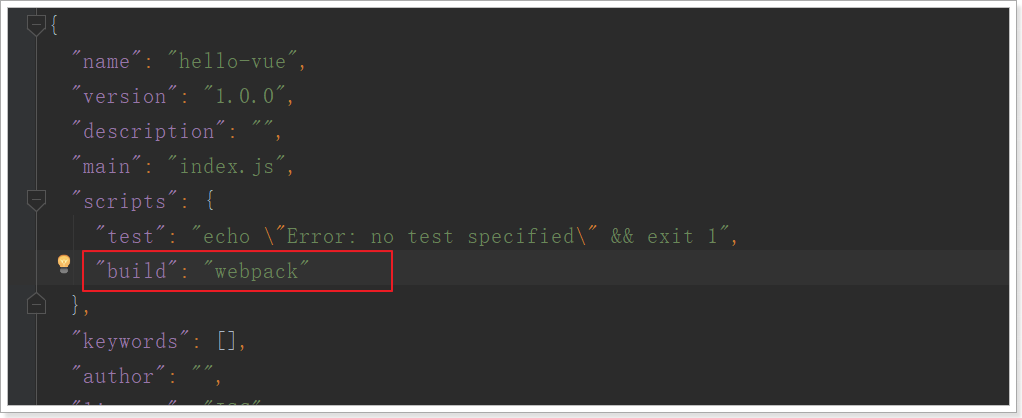 {
"name": "hello-vue",
"version": "1.0.0",
"description": "",
"main": "index.js",
"scripts": {
"test": "echo \"Error: no test specified\" && exit 1",
"build": "webpack"
},
"keywords": [],
"author": "",